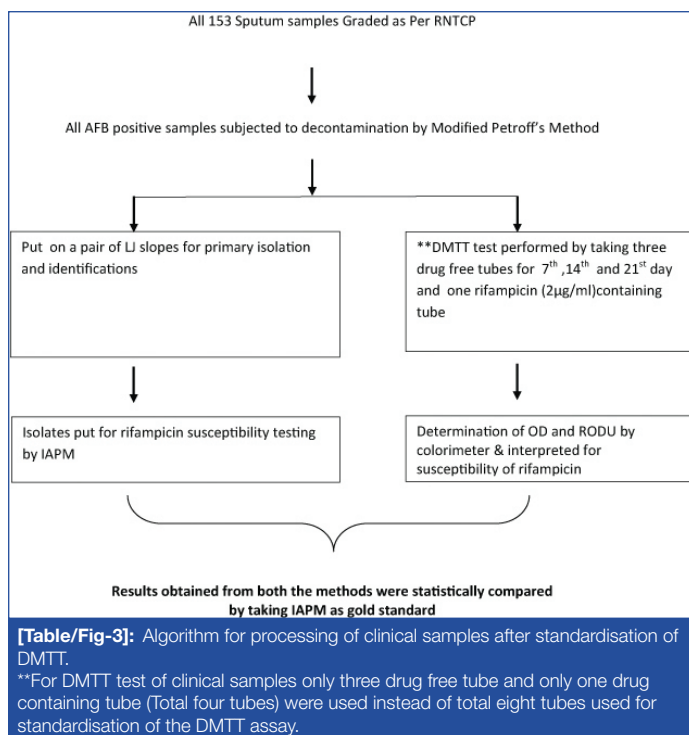 All 153 Sputum samples Graded as Per RNTCP
All AFB positive samples subjected to decontamination by Modified Petroff's Method
Put on a pair of LJ slopes for primary isolation
and identifications
**DMTT test performed by taking three
drug free tubes for 7th ,14th and 21st day
and one rifampicin (2µg/ml)containing
tube
Isolates put for rifampicin susceptibility testing
by IAPM
Determination of OD and RODU by
colorimeter & interpreted for
susceptibility of rifampicin
Results obtained from both the methods were statistically compared
by taking IAPM as gold standard
[Table/Fig-3]: Algorithm for processing of clinical samples after standardisation of
DMTT.
**For DMTT test of clinical samples only three drug free tube and only one drug
containing tube (Total four tubes) were used instead of total eight tubes used for
standardisation of the DMTT assay.